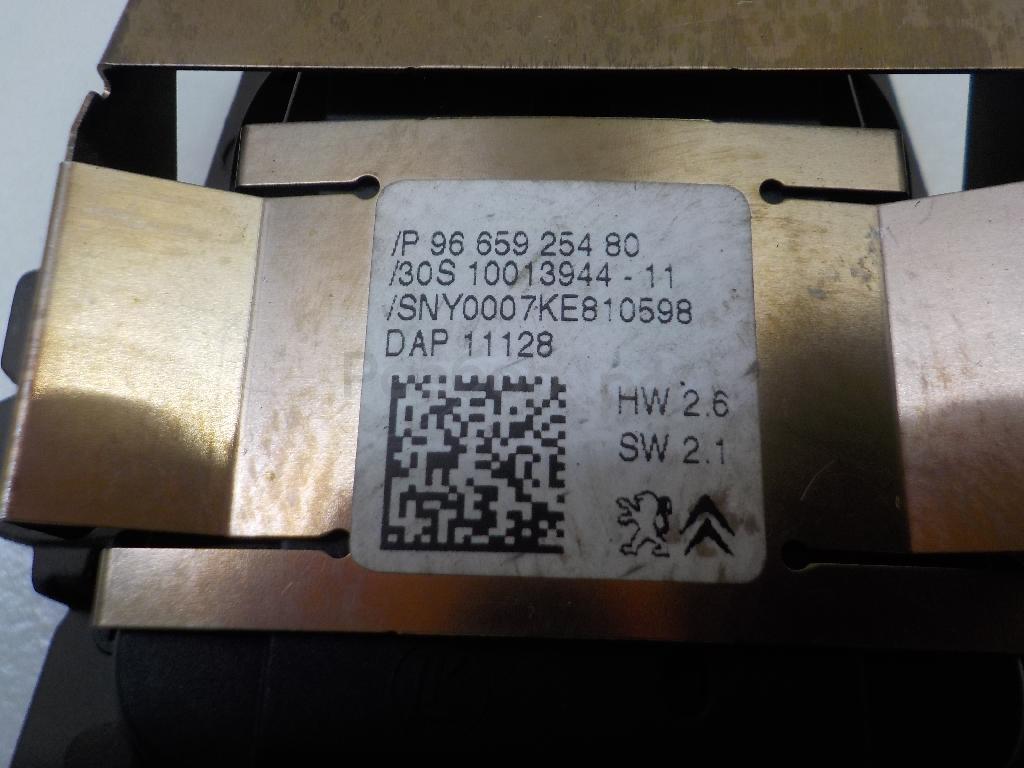 /P 96 659 254 80
/30S 10013944 - 11
/SNY0007KE810598
DAP 11128
HW 2.6
SW 2.1